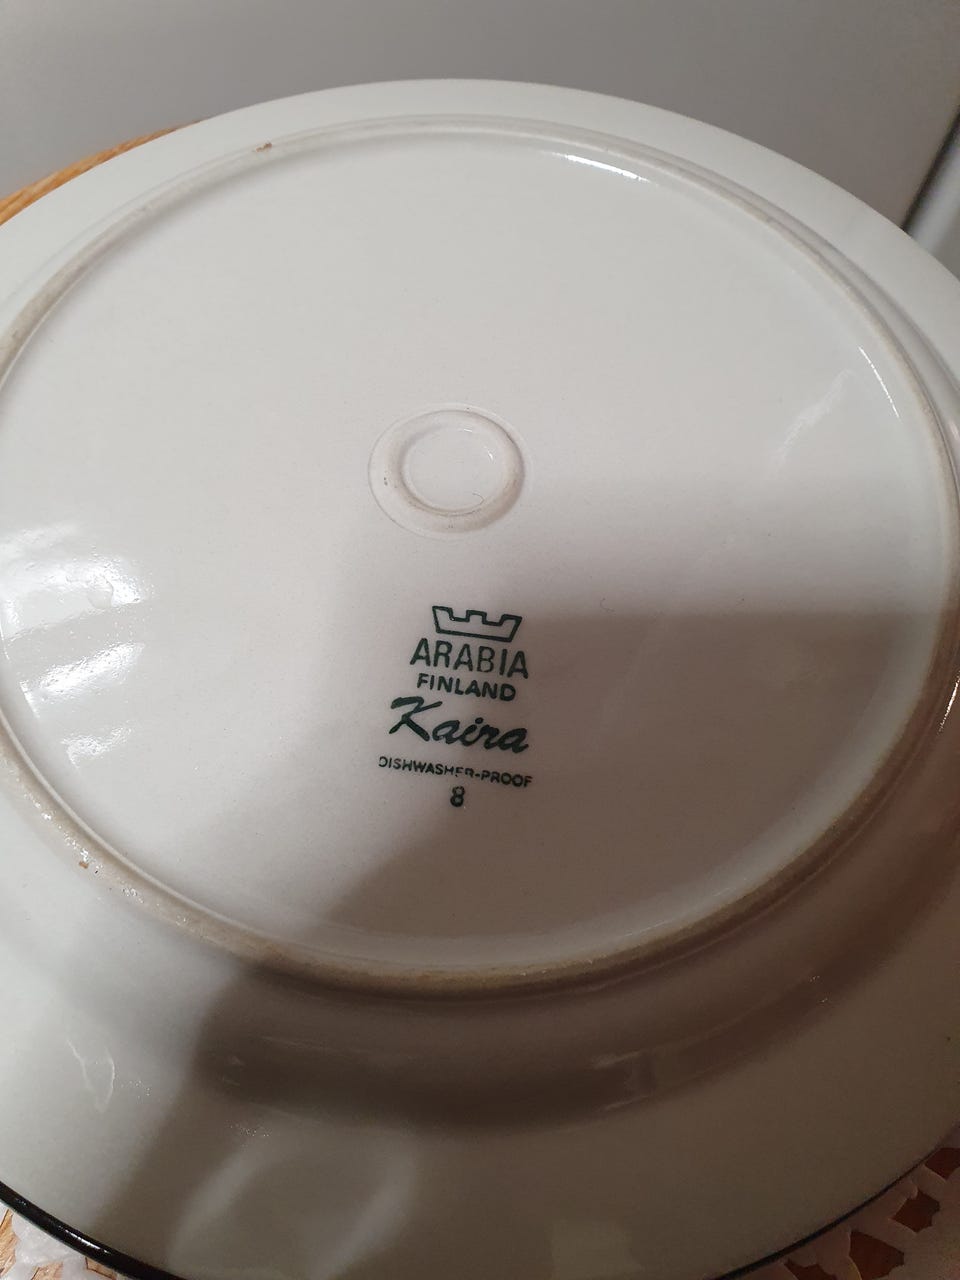 ARABIA
FINLAND
Kaira
DISHWASHER-PROOF
8